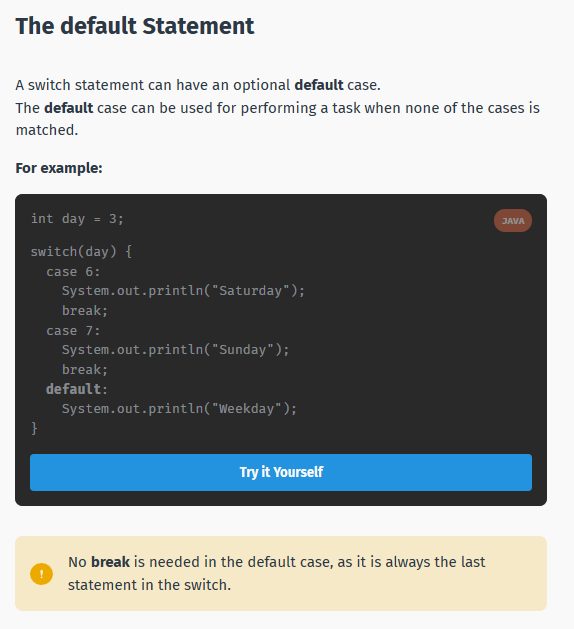 The default Statement
A switch statement can have an optional default case.
The default case can be used for performing a task when none of the cases is
matched.
For example:
int day = 3;
JAVA
switch(day) {
  case 6:
    System.out.println("Saturday");
    break;
  case 7:
    System.out.println("Sunday");
    break;
  default:
    System.out.println("Weekday");
}
Try it Yourself
!
No break is needed in the default case, as it is always the last
statement in the switch.